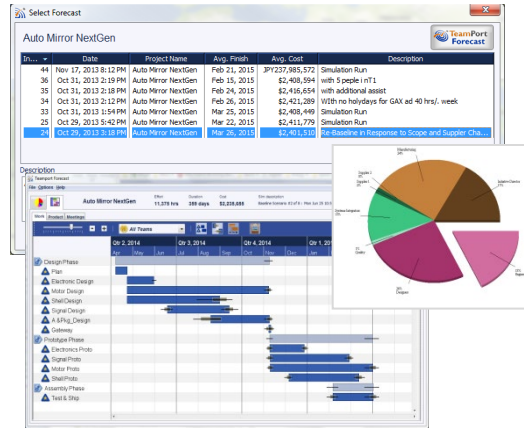 Select Forecast
Auto Mirror NextGen
TeamPort
Forecast
In... Date Project Name Avg. Finish Avg. Cost Description
44 Nov 17, 2013 8:12 PM Auto Mirror NextGen Feb 21, 2015 JPY237,985,572 Simulation Run
36 Oct 31, 2013 2:19 PM Auto Mirror NextGen Feb 21, 2015 $2,408,594 with 5 peple i nT1
35 Oct 31, 2013 2:18 PM Auto Mirror NextGen Feb 24, 2015 $2,416,654 with additional assist
34 Oct 31, 2013 2:12 PM Auto Mirror NextGen Feb 26, 2015 $2,421,289 WIth no holydays for GAX ad 40 hrs/. week
33 Oct 31, 2013 1:54 PM Auto Mirror NextGen Mar 25, 2015 $2,408,449 Simulation Run
25 Oct 29, 2013 5:42 PM Auto Mirror NextGen Mar 22, 2015 $2,411,779 Simulation Run
24 Oct 29, 2013 3:18 PM Auto Mirror NextGen Mar 26, 2015 $2,401,510 Re-Baseline in Response to Scope and Suppler Cha...
Description
Teamport Forecast
File Options Help
Auto Mirror NextGen
Effort Duration Cost
11,378 hrs 389 days
Work Product Meetings
All Teams
Qtr 2, 2014 Qtr 3, 2014 Qtr 4, 2014 Qtr 1, 20
Apr May Jun Jul Aug Sep Oct Nov Dec Jan
Design Phase
Plan
Electronic Design
Motor Design
Shell Design
Signal Design
A &Pkg_Design
Gateway
Prototype Phase
Electronics Proto
Signal Proto
Motor Proto
Shell Proto
Assembly Phase
Test & Ship